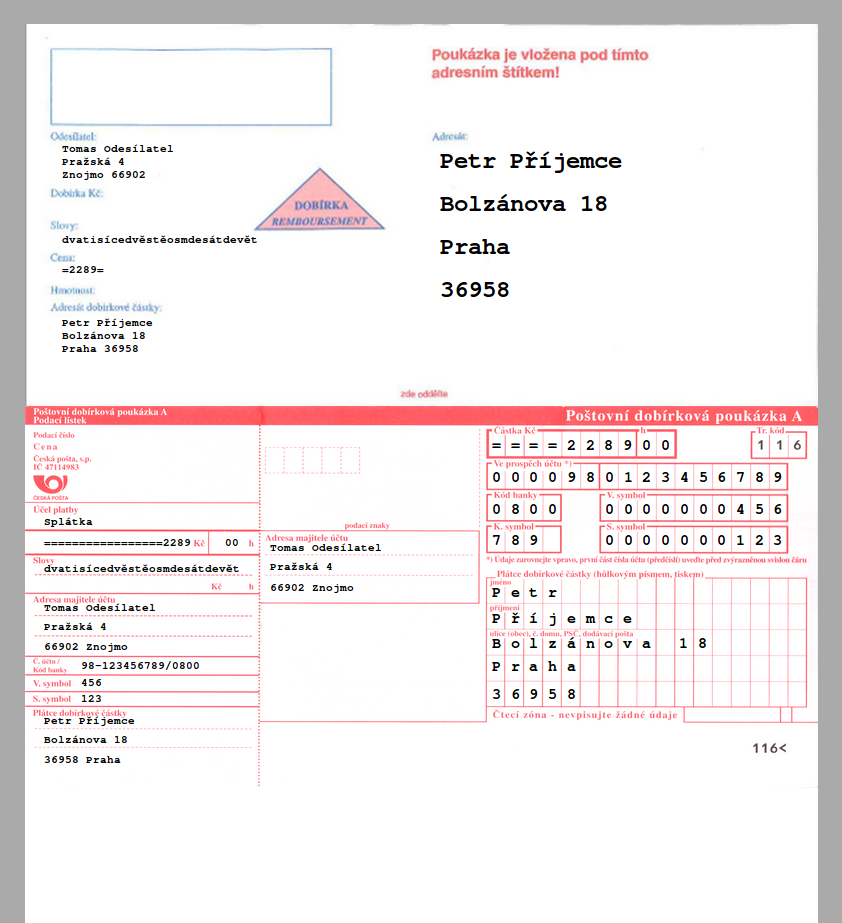 Poukázka je vložena pod tímto
adresním štítkem!
Odesílatel:
Tomas Odesílatel
Pražská 4
Znojmo 66902
Dobírka Kč:
DOBÍRKA
REMBOURSEMENT
Slovy:
dvatisícedvěstěosmdesátdevět
Cena:
=2289=
Hmotnost:
Adresát dobírkové částky:
Petr Příjemce
Bolzánova 18
Praha 36958
Adresát:
Petr Příjemce
Bolzánova 18
Praha
36958
zde oddělte
Poštovní dobírková poukázka A
Podací lístek
Podací číslo
Cena
Česká pošta, s.p.
IČ 47114983
ČESKÁ POŠTA
Účel platby
Splátka
=================2289 Kč 00 h
Slovy
dvatisícedvěstěosmdesátdevět
Kč h
Adresa majitele účtu
Tomas Odesílatel
Pražská 4
66902 Znojmo
Č. účtu /
Kód banky 98-123456789/0800
V. symbol 456
S. symbol 123
Plátce dobírkové částky
Petr Příjemce
Bolzánova 18
36958 Praha
podací znaky
Adresa majitele účtu
Tomas Odesílatel
Pražská 4
66902 Znojmo
Poštovní dobírková poukázka A
Částka Kč h
====228900
Tr. kód
116
Ve prospěch účtu *)
0000980123456789
Kód banky
0800
V. symbol
0000000456
K. symbol
789
S. symbol
0000000123
*) Údaje zarovnejte vpravo, první část čísla účtu (předčíslí) uveďte před zvýrazněnou svislou čáru
Plátce dobírkové částky (hůlkovým písmem, tiskem)
jméno
Petr
příjmení
Příjemce
ulice (obec), č. domu, PSČ, dodávací pošta
Bolzánova 18
Praha
36958
Čtecí zóna - nevpisujte žádné údaje
116<